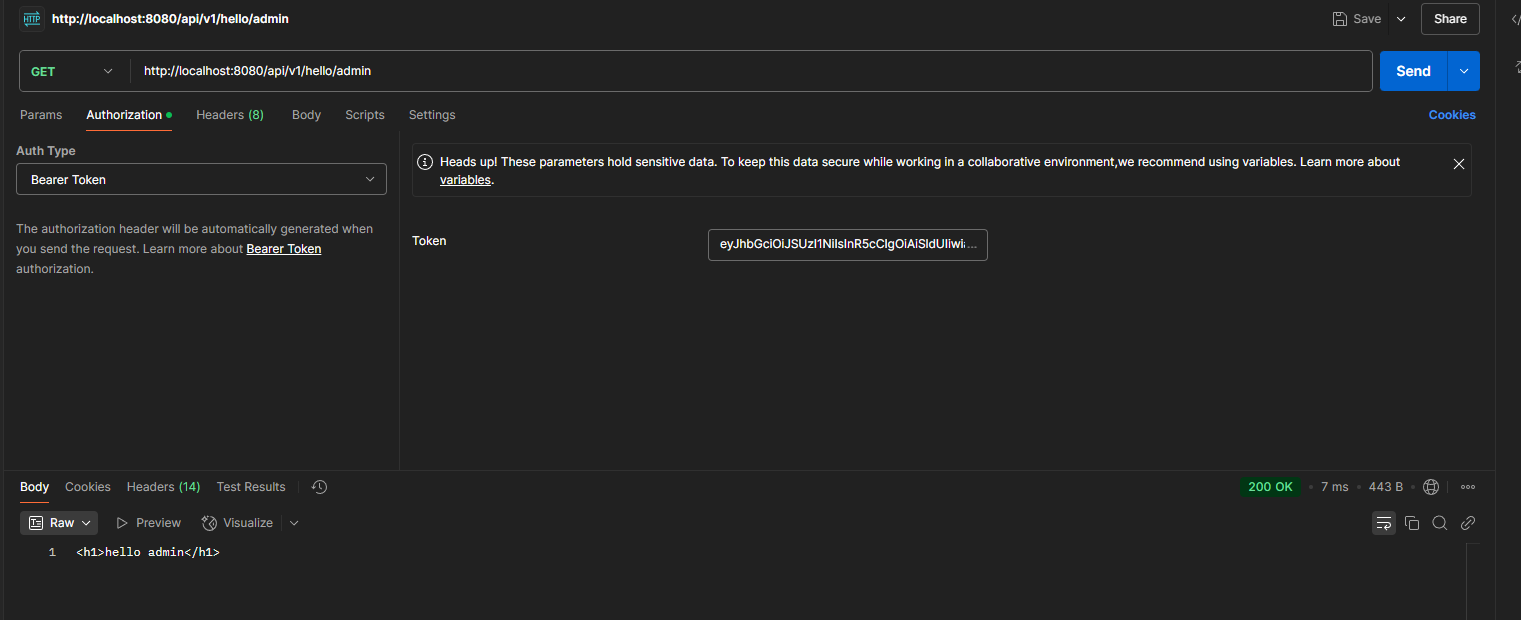 HTTP http://localhost:8080/api/v1/hello/admin Save Share
GET http://localhost:8080/api/v1/hello/admin Send
Params Authorization Headers (8) Body Scripts Settings Cookies
Auth Type
Bearer Token
The authorization header will be automatically generated when
you send the request. Learn more about Bearer Token
authorization.
Heads up! These parameters hold sensitive data. To keep this data secure while working in a collaborative environment,we recommend using variables. Learn more about
variables.
Token
Body Cookies Headers (14) Test Results 200 OK • 7 ms • 443 B •
Raw Preview Visualize
1 <h1>hello admin</h1>